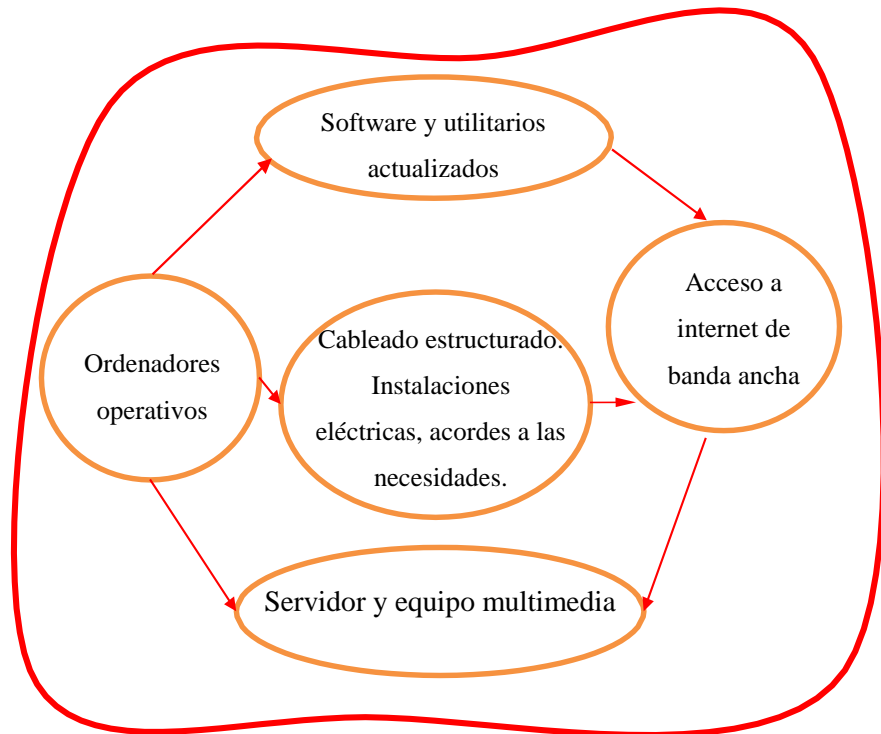 Software y utilitarios
actualizados
Acceso a
internet de
banda ancha
Ordenadores
operativos
Cableado estructurado.
Instalaciones
eléctricas, acordes a las
necesidades.
Servidor y equipo multimedia